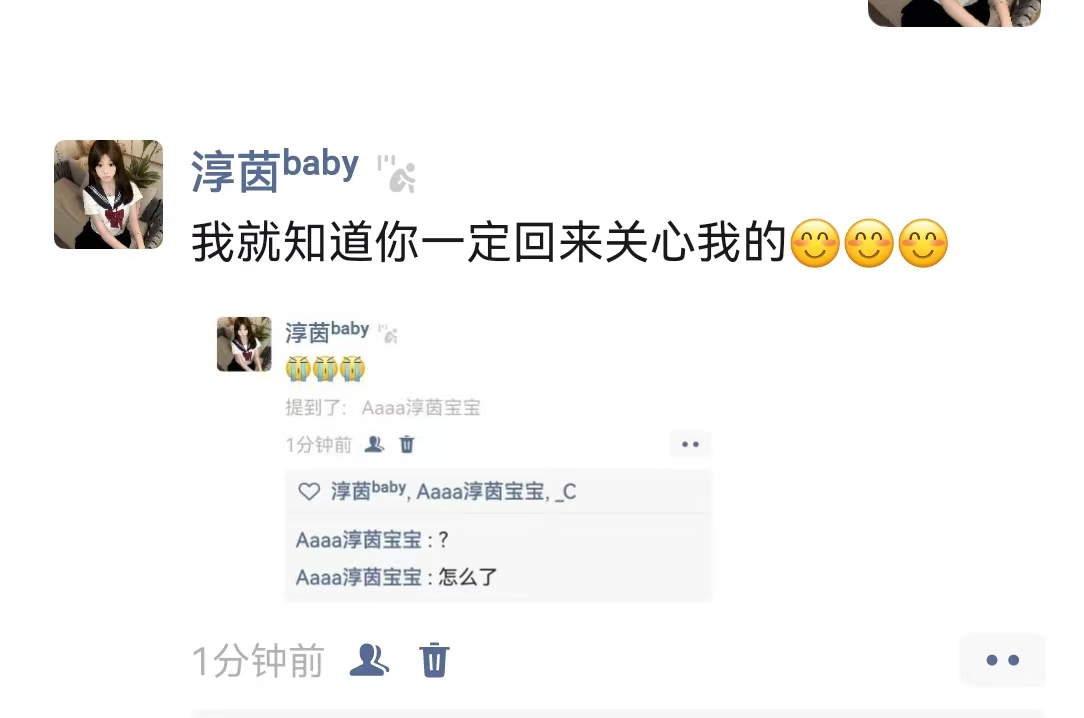 淳茵baby
我就知道你一定回来关心我的😊😊😊
淳茵baby
😭😭😭
提到了: Aaaa淳茵宝宝
1分钟前
淳茵baby, Aaaa淳茵宝宝, _C
Aaaa淳茵宝宝 : ?
Aaaa淳茵宝宝 : 怎么了
1分钟前